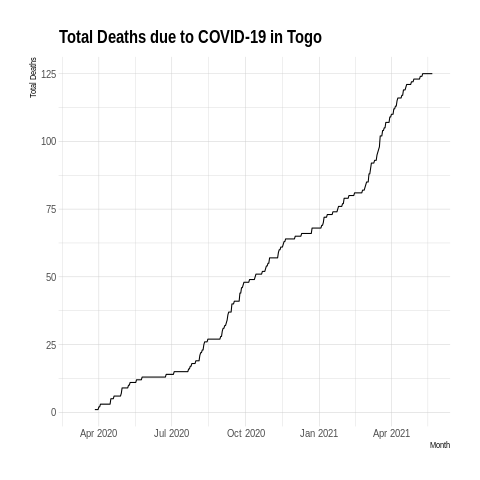 Total Deaths due to COVID-19 in Togo
Total Deaths
125
100
75
50
25
0
Apr 2020 Jul 2020 Oct 2020 Jan 2021 Apr 2021
Month